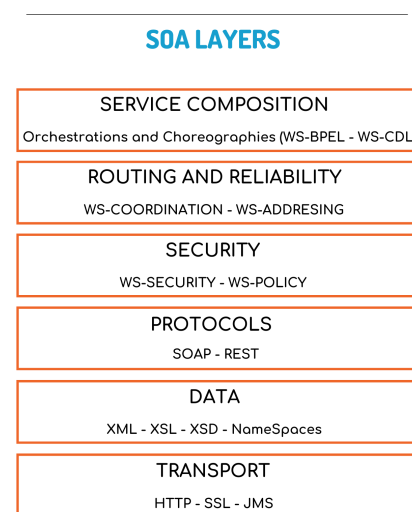 SOA LAYERS
SERVICE COMPOSITION
Orchestrations and Choreographies (WS-BPEL - WS-CDL
ROUTING AND RELIABILITY
WS-COORDINATION - WS-ADDRESING
SECURITY
WS-SECURITY - WS-POLICY
PROTOCOLS
SOAP - REST
DATA
XML - XSL - XSD - NameSpaces
TRANSPORT
HTTP - SSL - JMS